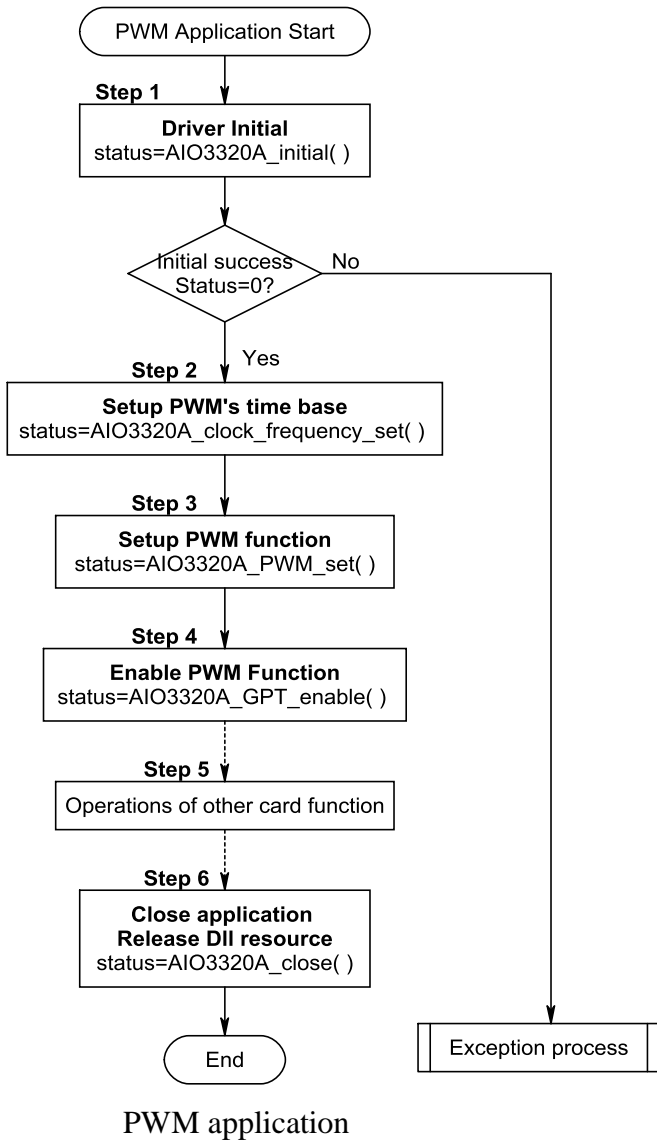 PWM Application Start
Step 1
Driver Initial
status=AIO3320A_initial( )
Initial success
Status=0?
No
Yes
Step 2
Setup PWM's time base
status=AIO3320A_clock_frequency_set( )
Step 3
Setup PWM function
status=AIO3320A_PWM_set( )
Step 4
Enable PWM Function
status=AIO3320A_GPT_enable( )
Step 5
Operations of other card function
Step 6
Close application
Release Dll resource
status=AIO3320A_close( )
End
Exception process
PWM application